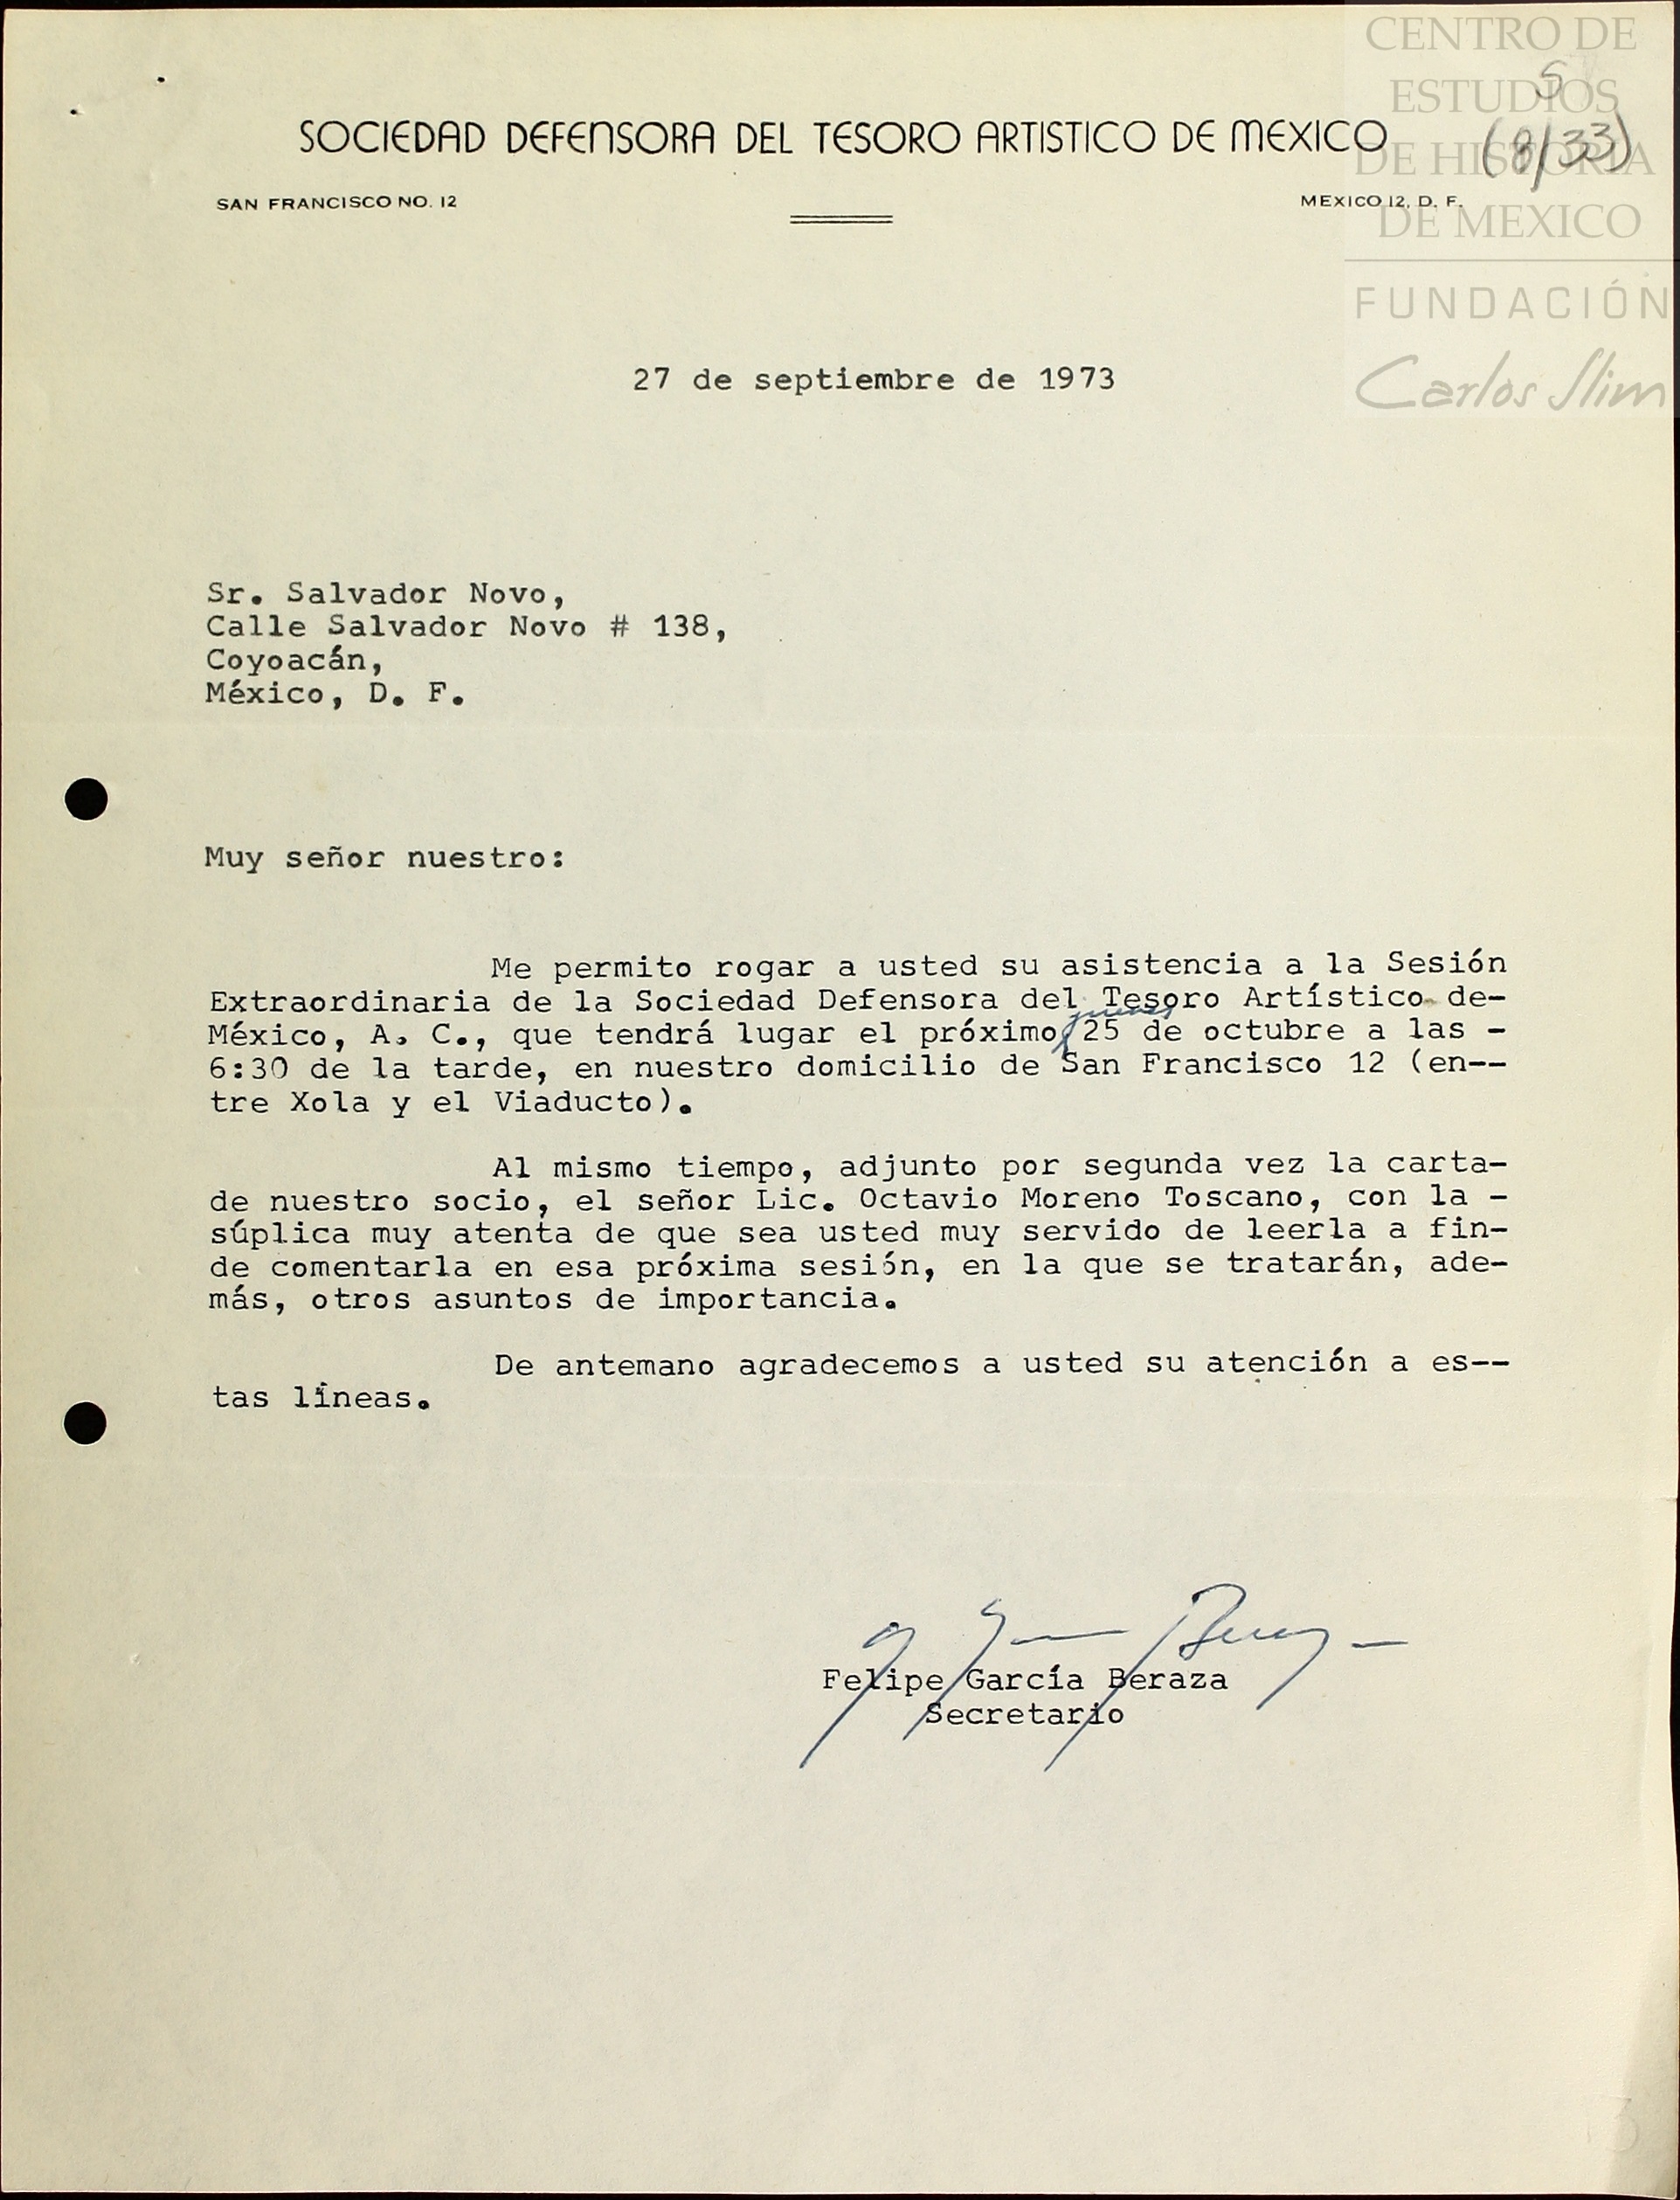 CENTRO DE
ESTUDIOS
DE HISTORIA
DE MEXICO
FUNDACIÓN
Carlos Slim
S
(8/33)
SOCIEDAD DEFENSORA DEL TESORO ARTISTICO DE MEXICO
SAN FRANCISCO NO. 12
MEXICO 12, D. F.
27 de septiembre de 1973
Sr. Salvador Novo,
Calle Salvador Novo # 138,
Coyoacán,
México, D. F.
Muy señor nuestro:
Me permito rogar a usted su asistencia a la Sesión
Extraordinaria de la Sociedad Defensora del Tesoro Artístico de-
jueves
México, A. C., que tendrá lugar el próximo 25 de octubre a las -
6:30 de la tarde, en nuestro domicilio de San Francisco 12 (en--
tre Xola y el Viaducto).
Al mismo tiempo, adjunto por segunda vez la carta-
de nuestro socio, el señor Lic. Octavio Moreno Toscano, con la -
súplica muy atenta de que sea usted muy servido de leerla a fin-
de comentarla en esa próxima sesión, en la que se tratarán, ade-
más, otros asuntos de importancia.
De antemano agradecemos a usted su atención a es--
tas líneas.
Felipe García Beraza
Secretario